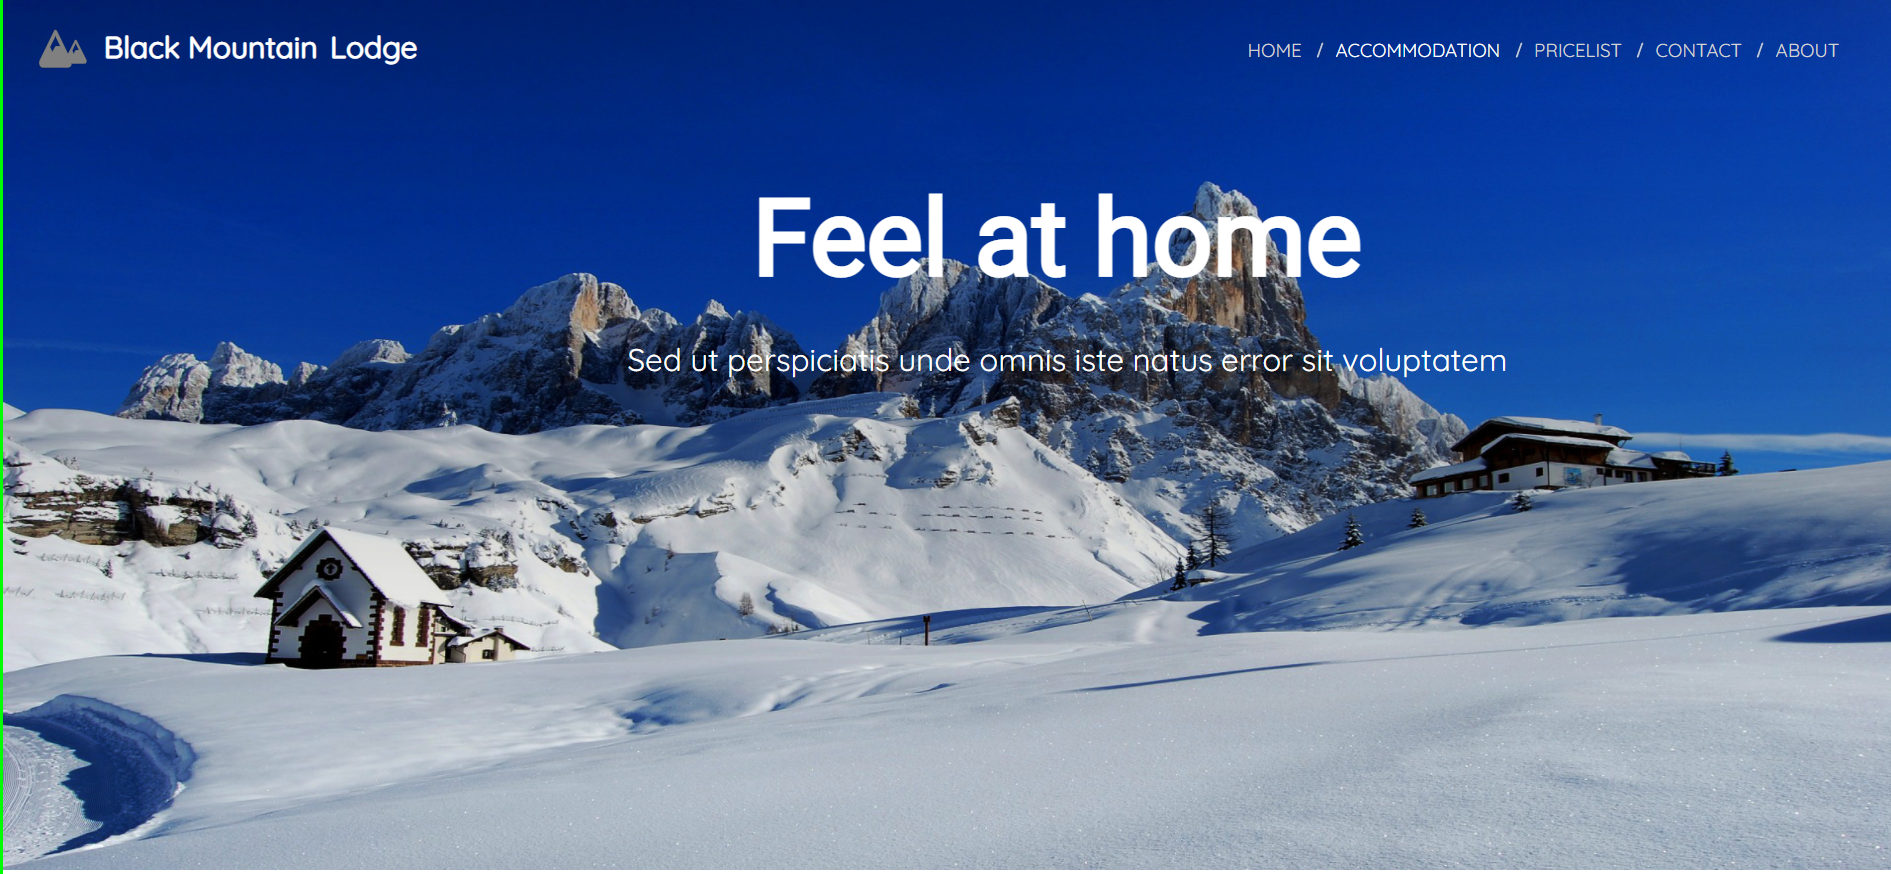 Black Mountain Lodge
HOME / ACCOMMODATION / PRICELIST / CONTACT / ABOUT
Feel at home
Sed ut perspiciatis unde omnis iste natus error sit voluptatem